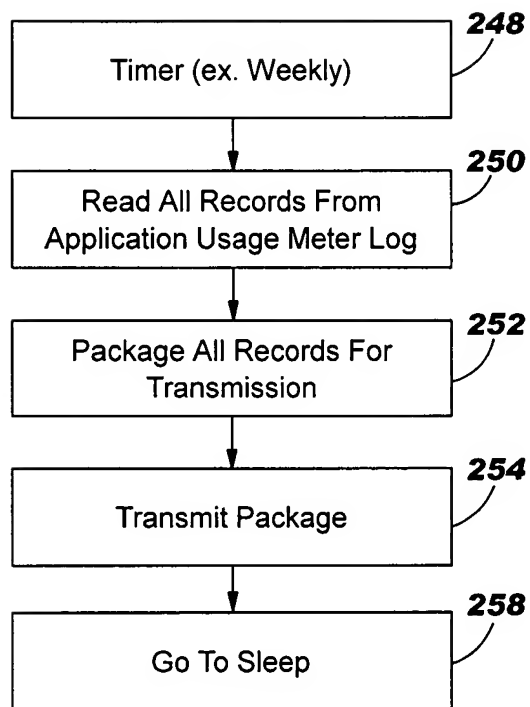 248
Timer (ex. Weekly)
250
Read All Records From
Application Usage Meter Log
252
Package All Records For
Transmission
254
Transmit Package
258
Go To Sleep